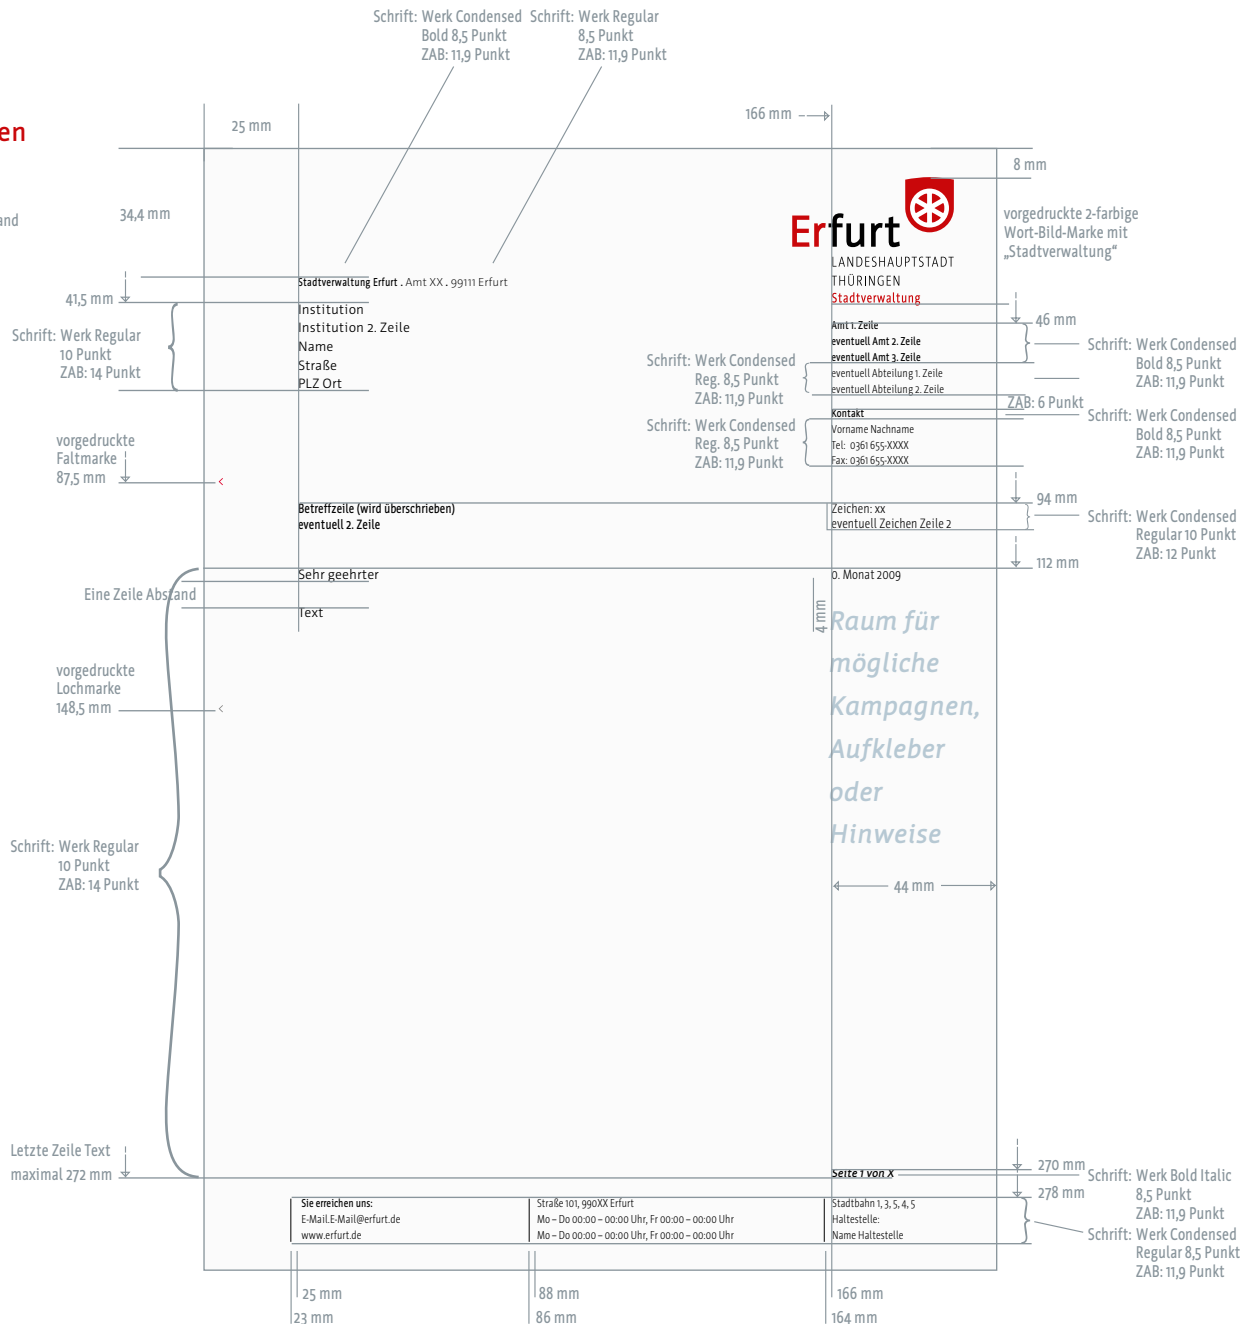 Schrift: Werk Condensed
Bold 8,5 Punkt
ZAB: 11,9 Punkt
Schrift: Werk Regular
8,5 Punkt
ZAB: 11,9 Punkt
en
and
25 mm
166 mm
8 mm
34,4 mm
vorgedruckte 2-farbige
Wort-Bild-Marke mit
„Stadtverwaltung“
Erfurt
LANDESHAUPTSTADT
THÜRINGEN
Stadtverwaltung
Stadtverwaltung Erfurt . Amt XX . 99111 Erfurt
41,5 mm
Institution
Institution 2. Zeile
Name
Straße
PLZ Ort
Schrift: Werk Regular
10 Punkt
ZAB: 14 Punkt
46 mm
Amt 1. Zeile
eventuell Amt 2. Zeile
eventuell Amt 3. Zeile
eventuell Abteilung 1. Zeile
eventuell Abteilung 2. Zeile
Schrift: Werk Condensed
Bold 8,5 Punkt
ZAB: 11,9 Punkt
Schrift: Werk Condensed
Reg. 8,5 Punkt
ZAB: 11,9 Punkt
ZAB: 6 Punkt
Kontakt
Vorname Nachname
Tel: 0361 655-XXXX
Fax: 0361 655-XXXX
Schrift: Werk Condensed
Bold 8,5 Punkt
ZAB: 11,9 Punkt
Schrift: Werk Condensed
Reg. 8,5 Punkt
ZAB: 11,9 Punkt
vorgedruckte
Faltmarke
87,5 mm
94 mm
Betreffzeile (wird überschrieben)
eventuell 2. Zeile
Zeichen: xx
eventuell Zeichen Zeile 2
Schrift: Werk Condensed
Regular 10 Punkt
ZAB: 12 Punkt
112 mm
Sehr geehrter
0. Monat 2009
Eine Zeile Abstand
Text
4 mm
Raum für
mögliche
Kampagnen,
Aufkleber
oder
Hinweise
vorgedruckte
Lochmarke
148,5 mm
Schrift: Werk Regular
10 Punkt
ZAB: 14 Punkt
44 mm
Letzte Zeile Text
maximal 272 mm
270 mm
Seite 1 von X
Schrift: Werk Bold Italic
8,5 Punkt
ZAB: 11,9 Punkt
278 mm
Sie erreichen uns:
E-Mail.E-Mail@erfurt.de
www.erfurt.de
Straße 101, 990XX Erfurt
Mo – Do 00:00 – 00:00 Uhr, Fr 00:00 – 00:00 Uhr
Mo – Do 00:00 – 00:00 Uhr, Fr 00:00 – 00:00 Uhr
Stadtbahn 1, 3, 5, 4, 5
Haltestelle:
Name Haltestelle
Schrift: Werk Condensed
Regular 8,5 Punkt
ZAB: 11,9 Punkt
25 mm
88 mm
166 mm
23 mm
86 mm
164 mm